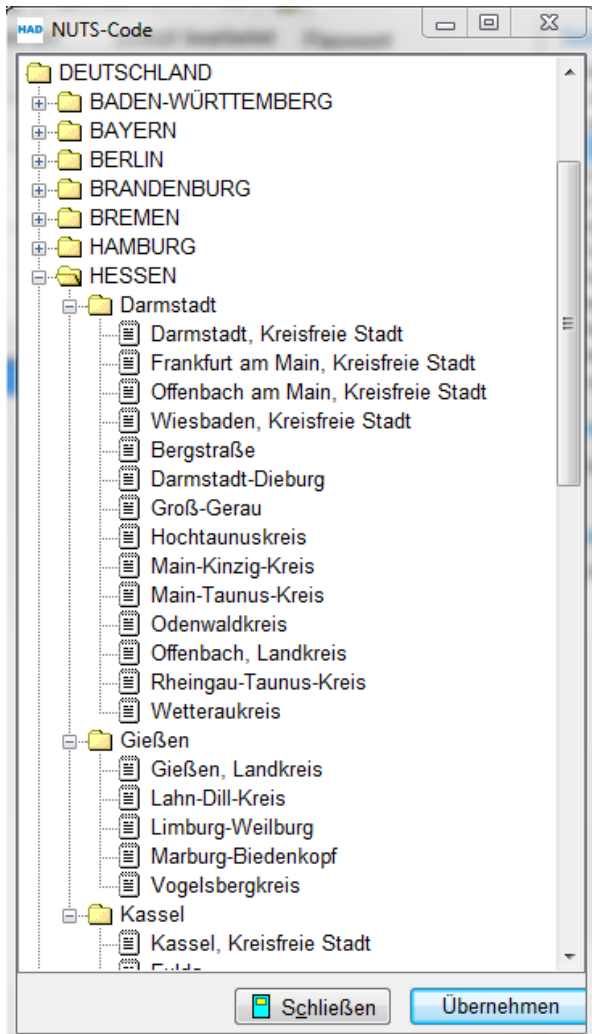 HAD NUTS-Code
DEUTSCHLAND
BADEN-WÜRTTEMBERG
BAYERN
BERLIN
BRANDENBURG
BREMEN
HAMBURG
HESSEN
Darmstadt
Darmstadt, Kreisfreie Stadt
Frankfurt am Main, Kreisfreie Stadt
Offenbach am Main, Kreisfreie Stadt
Wiesbaden, Kreisfreie Stadt
Bergstraße
Darmstadt-Dieburg
Groß-Gerau
Hochtaunuskreis
Main-Kinzig-Kreis
Main-Taunus-Kreis
Odenwaldkreis
Offenbach, Landkreis
Rheingau-Taunus-Kreis
Wetteraukreis
Gießen
Gießen, Landkreis
Lahn-Dill-Kreis
Limburg-Weilburg
Marburg-Biedenkopf
Vogelsbergkreis
Kassel
Kassel, Kreisfreie Stadt
Schließen Übernehmen